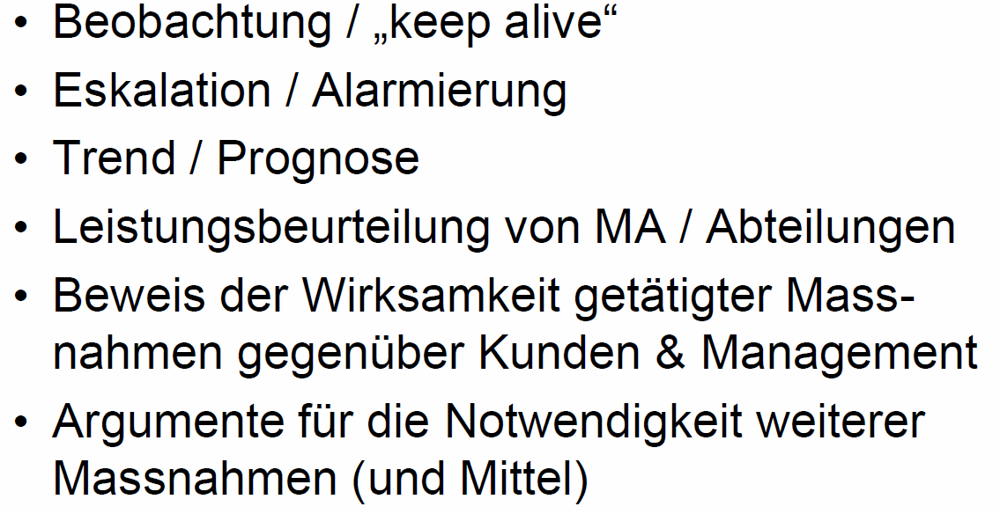 • Beobachtung / „keep alive“
• Eskalation / Alarmierung
• Trend / Prognose
• Leistungsbeurteilung von MA / Abteilungen
• Beweis der Wirksamkeit getätigter Mass-
nahmen gegenüber Kunden & Management
• Argumente für die Notwendigkeit weiterer
Massnahmen (und Mittel)